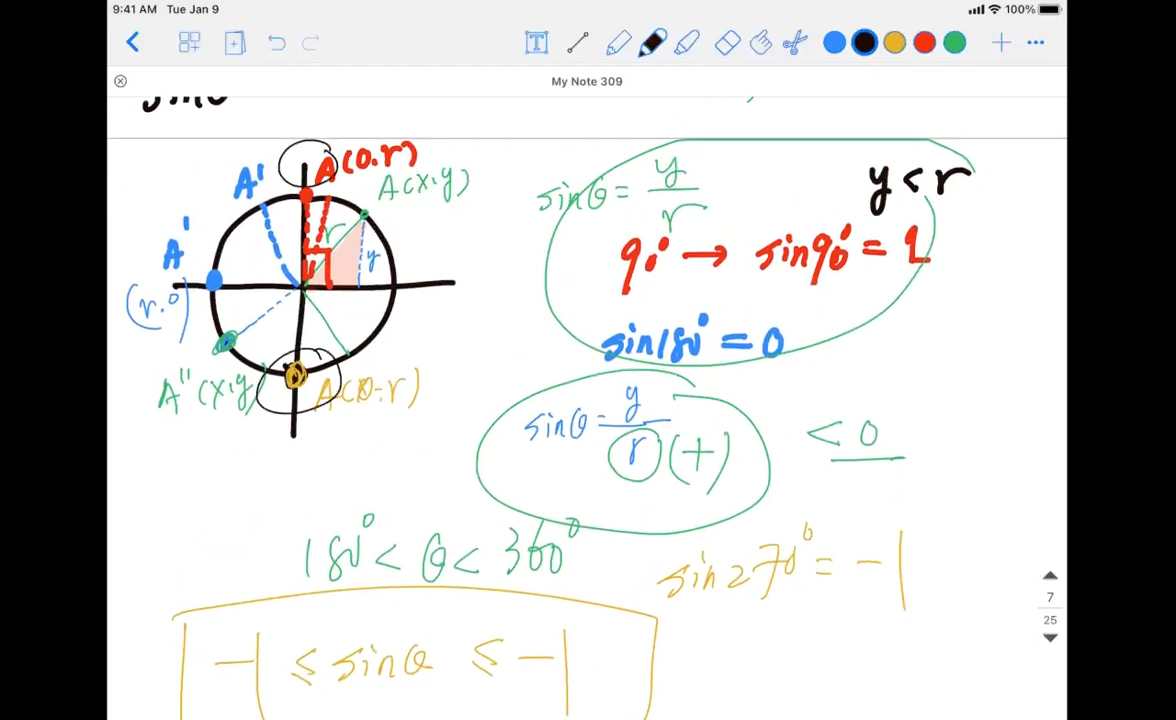 9:41 AM Tue Jan 9
100%
T
My Note 309
sinθ
A(0.r)
A'
A(x.y)
r
y
A'
(r.0)
A"(x.y)
A(0.-r)
sinθ = y/r
y < r
90° → sin90° = 1
sin180° = 0
sinθ = y/r (+)
< 0
180° < θ < 360°
sin270° = -1
-1 ≤ sinθ ≤ -1
7
25